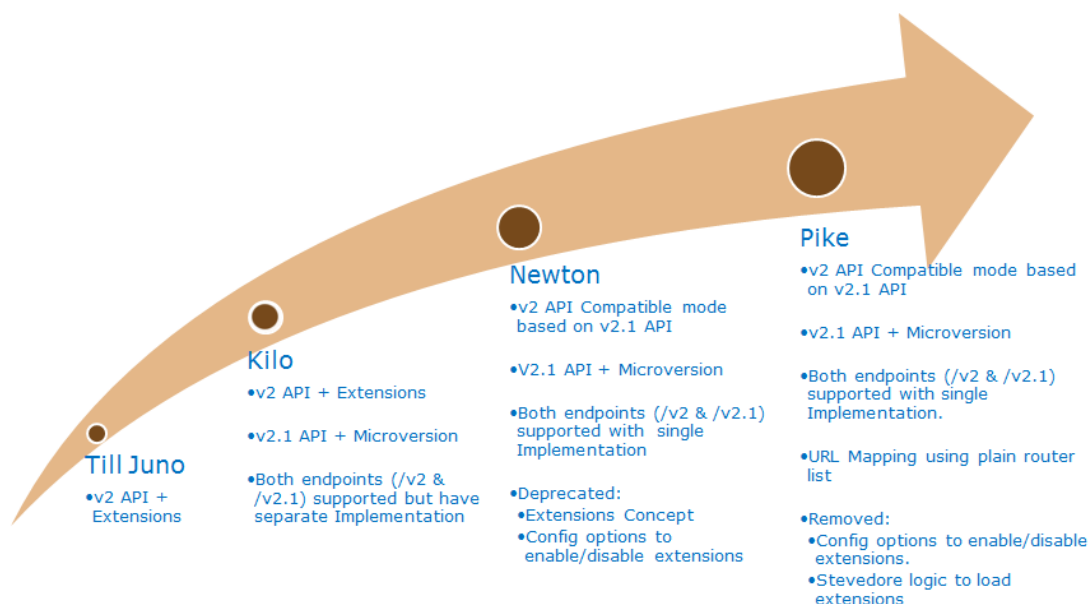 Till Juno
•v2 API +
Extensions
Kilo
•v2 API + Extensions
•v2.1 API + Microversion
•Both endpoints (/v2 &
/v2.1) supported but have
separate Implementation
Newton
•v2 API Compatible mode
based on v2.1 API
•V2.1 API + Microversion
•Both endpoints (/v2 & /v2.1)
supported with single
Implementation
•Deprecated:
•Extensions Concept
•Config options to
enable/disable extensions
Pike
•v2 API Compatible mode based
on v2.1 API
•v2.1 API + Microversion
•Both endpoints (/v2 & /v2.1)
supported with single
Implementation.
•URL Mapping using plain router
list
•Removed:
•Config options to enable/disable
extensions.
•Stevedore logic to load
extensions